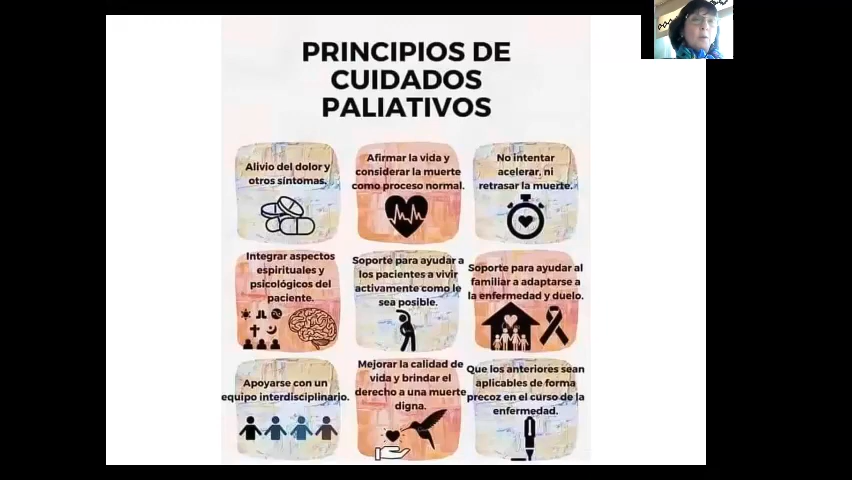 PRINCIPIOS DE
CUIDADOS
PALIATIVOS
Alivio del dolor y
otros síntomas.
Afirmar la vida y
considerar la muerte
como proceso normal.
No intentar
acelerar, ni
retrasar la muerte.
Integrar aspectos
espirituales y
psicológicos del
paciente.
Soporte para ayudar a
los pacientes a vivir
activamente como le
sea posible.
Soporte para ayudar al
familiar a adaptarse a
la enfermedad y duelo.
Apoyarse con un
equipo interdisciplinario.
Mejorar la calidad de
vida y brindar el
derecho a una muerte
digna.
Que los anteriores sean
aplicables de forma
precoz en el curso de la
enfermedad.